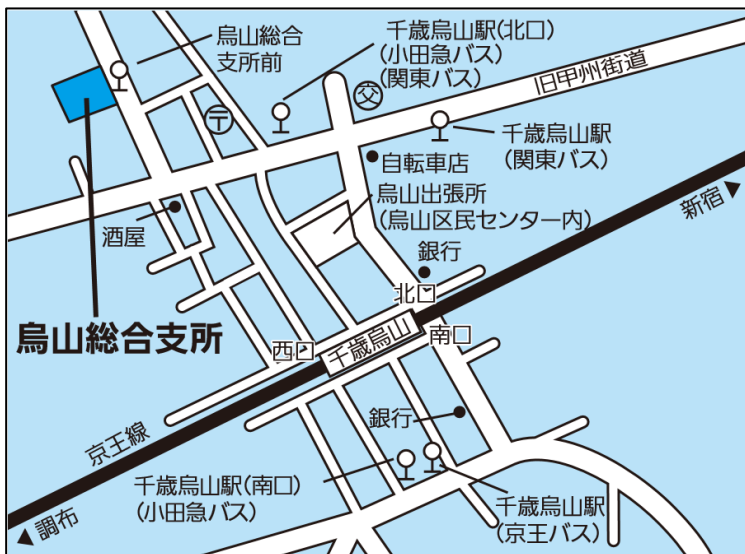 烏山総合
支所前
千歳烏山駅(北口)
(小田急バス)
(関東バス)
旧甲州街道
〒
交
千歳烏山駅
(関東バス)
自転車店
烏山出張所
(烏山区民センター内)
新宿▶
酒屋
銀行
北口
烏山総合支所
西口
千歳烏山
南口
京王線
銀行
千歳烏山駅(南口)
(小田急バス)
千歳烏山駅
(京王バス)
◀調布